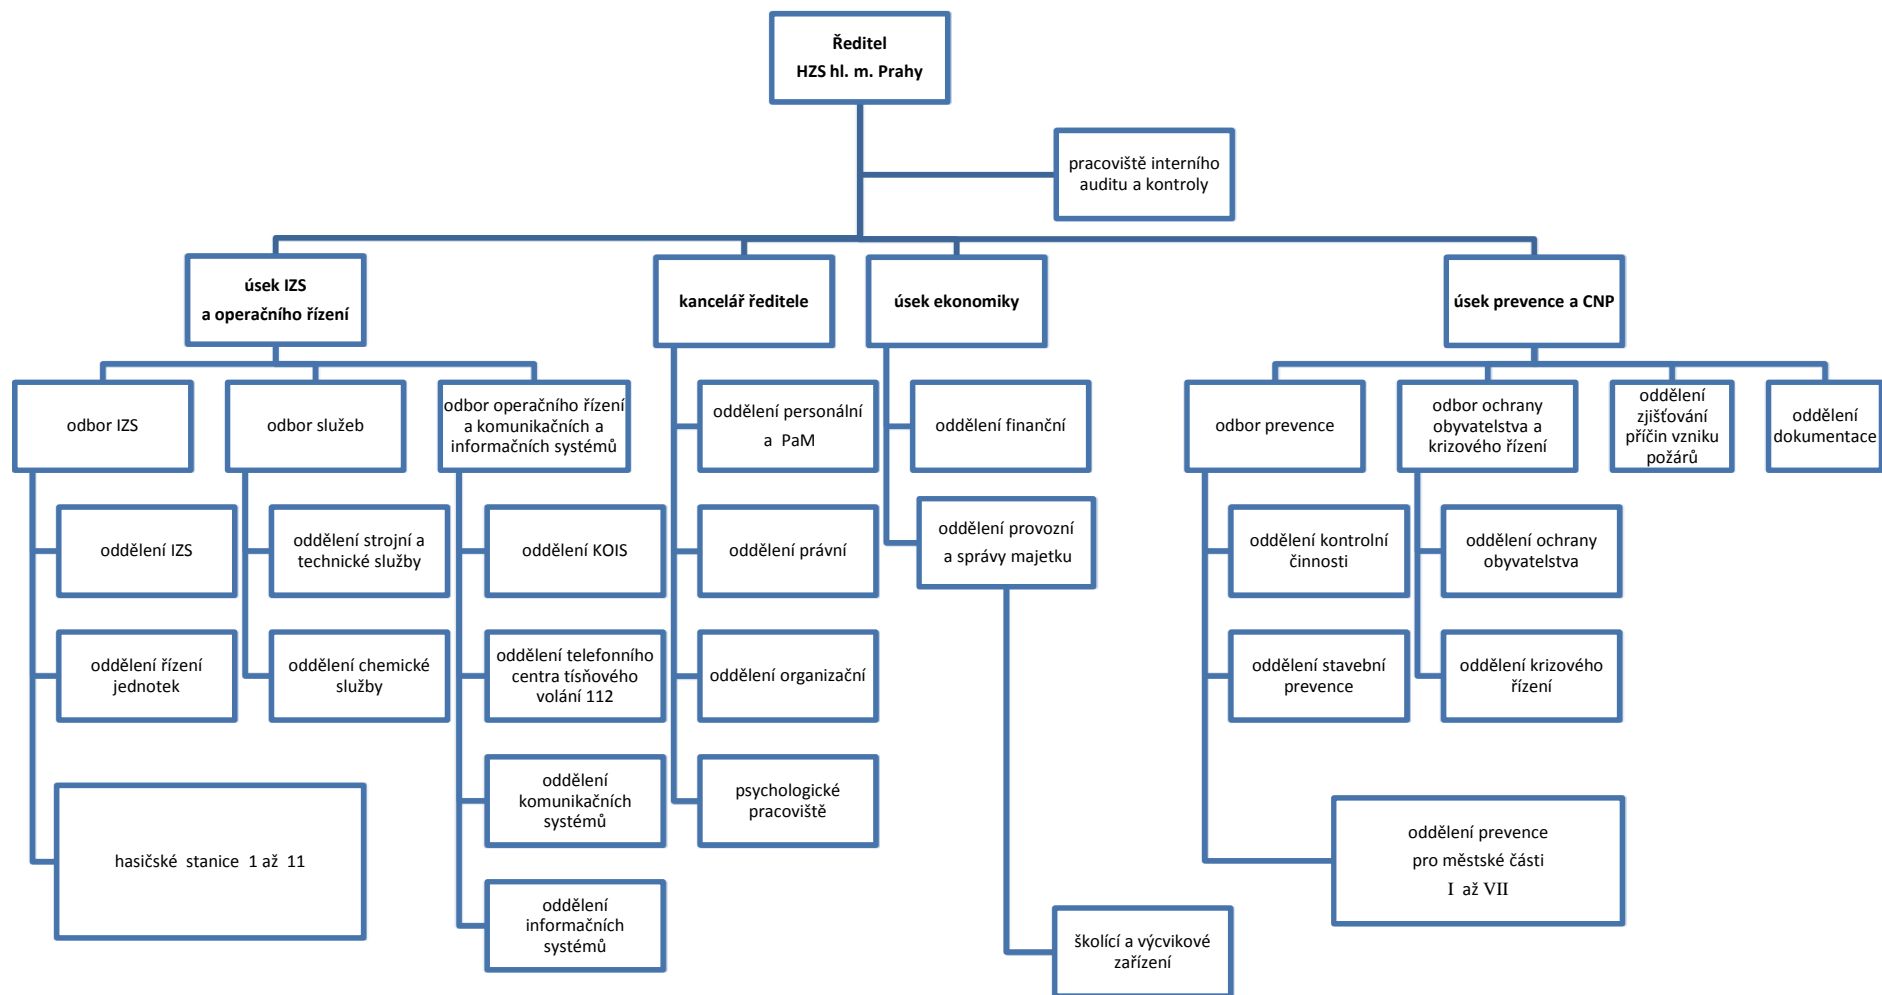 Ředitel
HZS hl. m. Prahy
pracoviště interního
auditu a kontroly
úsek IZS
a operačního řízení
kancelář ředitele
úsek ekonomiky
úsek prevence a CNP
odbor IZS
odbor služeb
odbor operačního řízení
a komunikačních a
informačních systémů
oddělení personální
a PaM
oddělení finanční
odbor prevence
odbor ochrany
obyvatelstva a
krizového řízení
oddělení
zjišťování
příčin vzniku
požárů
oddělení
dokumentace
oddělení IZS
oddělení strojní a
technické služby
oddělení KOIS
oddělení právní
oddělení provozní
a správy majetku
oddělení kontrolní
činnosti
oddělení ochrany
obyvatelstva
oddělení řízení
jednotek
oddělení chemické
služby
oddělení telefonního
centra tísňového
volání 112
oddělení organizační
oddělení stavební
prevence
oddělení krizového
řízení
hasičské stanice 1 až 11
oddělení
komunikačních
systémů
psychologické
pracoviště
oddělení prevence
pro městské části
I až VII
oddělení
informačních
systémů
školící a výcvikové
zařízení